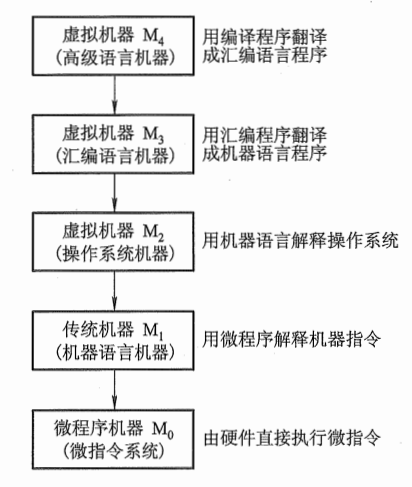 虚拟机器 M₄
(高级语言机器)
用编译程序翻译
成汇编语言程序
虚拟机器 M₃
(汇编语言机器)
用汇编程序翻译
成机器语言程序
虚拟机器 M₂
(操作系统机器)
用机器语言解释操作系统
传统机器 M₁
(机器语言机器)
用微程序解释机器指令
微程序机器 M₀
(微指令系统)
由硬件直接执行微指令